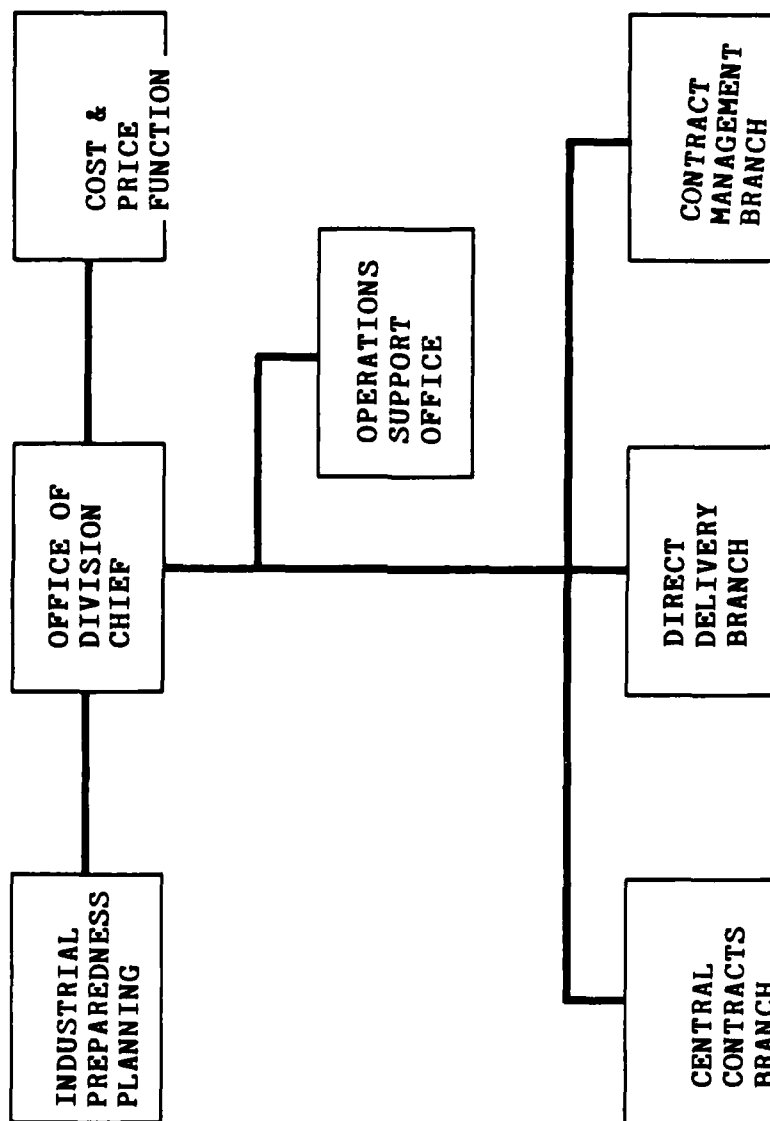 INDUSTRIAL
PREPAREDNESS
PLANNING
OFFICE OF
DIVISION
CHIEF
COST &
PRICE
FUNCTION
OPERATIONS
SUPPORT
OFFICE
CENTRAL
CONTRACTS
BRANCH
DIRECT
DELIVERY
BRANCH
CONTRACT
MANAGEMENT
BRANCH